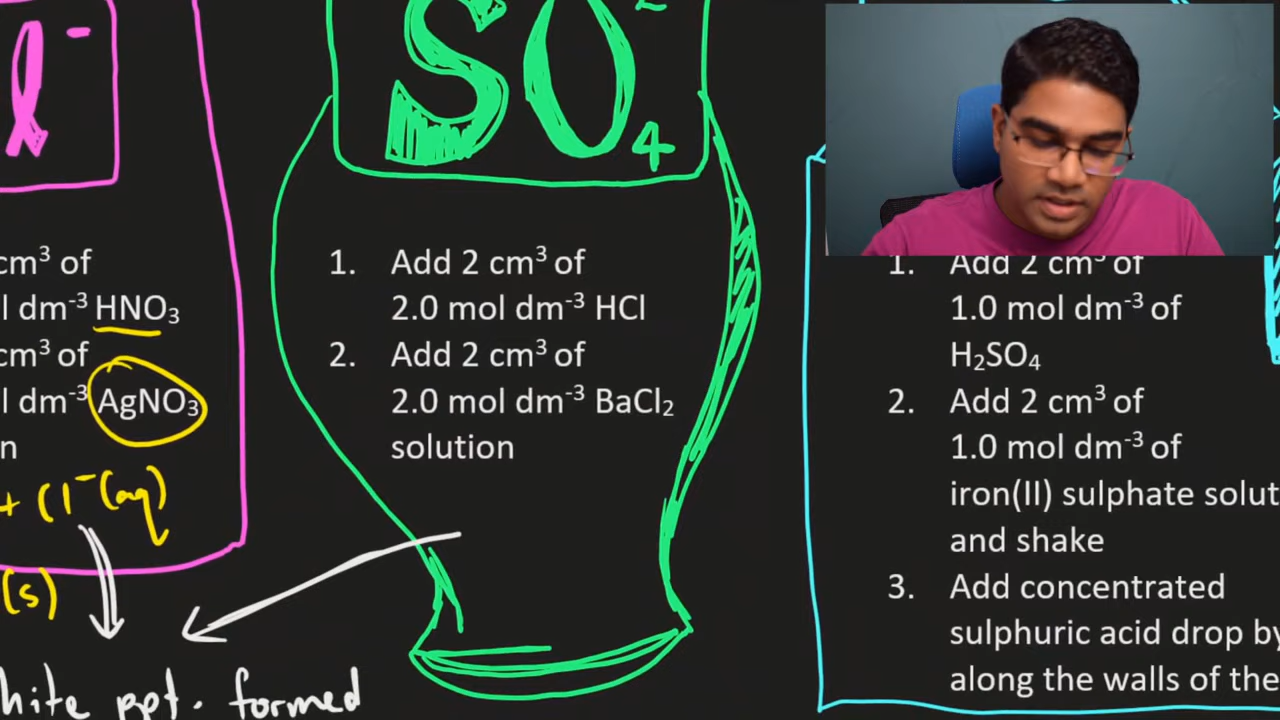 l⁻
cm³ of
l dm⁻³ HNO₃
cm³ of
l dm⁻³ AgNO₃
n
+ Cl⁻(aq)
(s)
SO₄²⁻
1. Add 2 cm³ of
2.0 mol dm⁻³ HCl
2. Add 2 cm³ of
2.0 mol dm⁻³ BaCl₂
solution
hite ppt. formed
1. Add 2 cm³ of
1.0 mol dm⁻³ of
H₂SO₄
2. Add 2 cm³ of
1.0 mol dm⁻³ of
iron(II) sulphate solut
and shake
3. Add concentrated
sulphuric acid drop by
along the walls of the